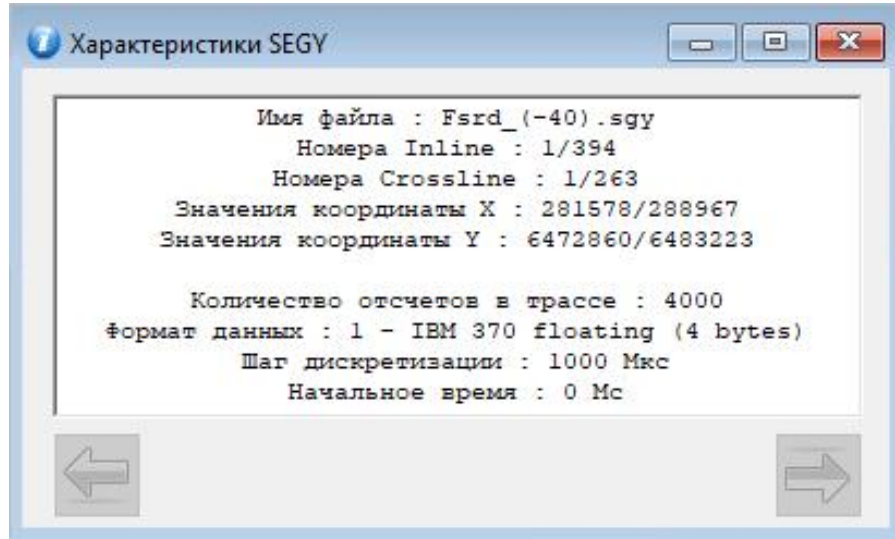 Характеристики SEGY
Имя файла : Fsrd_(-40).sgy
Номера Inline : 1/394
Номера Crossline : 1/263
Значения координаты X : 281578/288967
Значения координаты Y : 6472860/6483223
Количество отсчетов в трассе : 4000
Формат данных : 1 - IBM 370 floating (4 bytes)
Шаг дискретизации : 1000 Мкс
Начальное время : 0 Мс